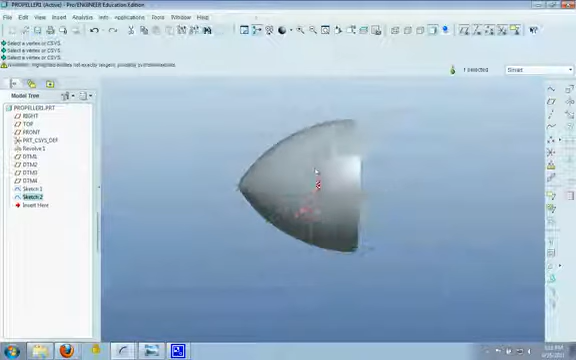 PROPELLER1 (Active) - Pro/ENGINEER Education Edition
File Edit View Insert Analysis Info Applications Tools Window Help
Select a vertex or CSYS.
Select a vertex or CSYS.
Select a vertex or CSYS.
1 selected
Smart
Model Tree
PROPELLER1.PRT
RIGHT
TOP
FRONT
PRT_CSYS_DEF
Revolve 1
DTM1
DTM2
DTM3
DTM4
Sketch 1
Sketch 2
Insert Here